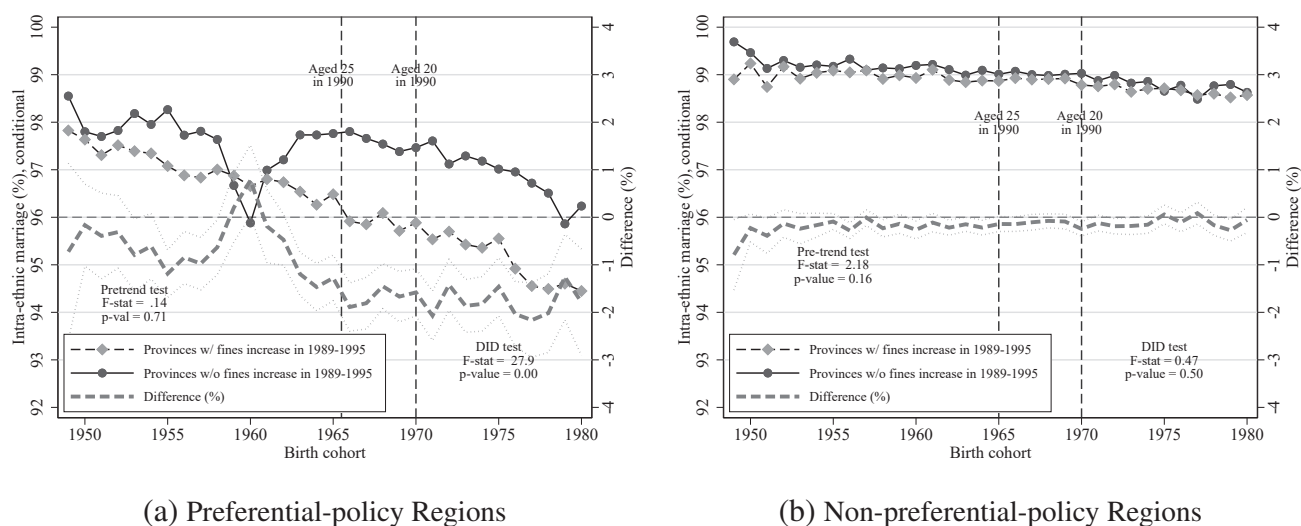 Intra-ethnic marriage (%), conditional
100
99
98
97
96
95
94
93
92
4
3
2
1
0
-1
-2
-3
-4
Difference (%)
Aged 25
in 1990
Aged 20
in 1990
Pretrend test
F-stat = .14
p-val = 0.71
DID test
F-stat = 27.9
p-value = 0.00
Provinces w/ fines increase in 1989-1995
Provinces w/o fines increase in 1989-1995
Difference (%)
1950
1955
1960
1965
1970
1975
1980
Birth cohort
(a) Preferential-policy Regions
Intra-ethnic marriage (%), conditional
100
99
98
97
96
95
94
93
92
4
3
2
1
0
-1
-2
-3
-4
Difference (%)
Aged 25
in 1990
Aged 20
in 1990
Pre-trend test
F-stat = 2.18
p-value = 0.16
DID test
F-stat = 0.47
p-value = 0.50
Provinces w/ fines increase in 1989-1995
Provinces w/o fines increase in 1989-1995
Difference (%)
1950
1955
1960
1965
1970
1975
1980
Birth cohort
(b) Non-preferential-policy Regions